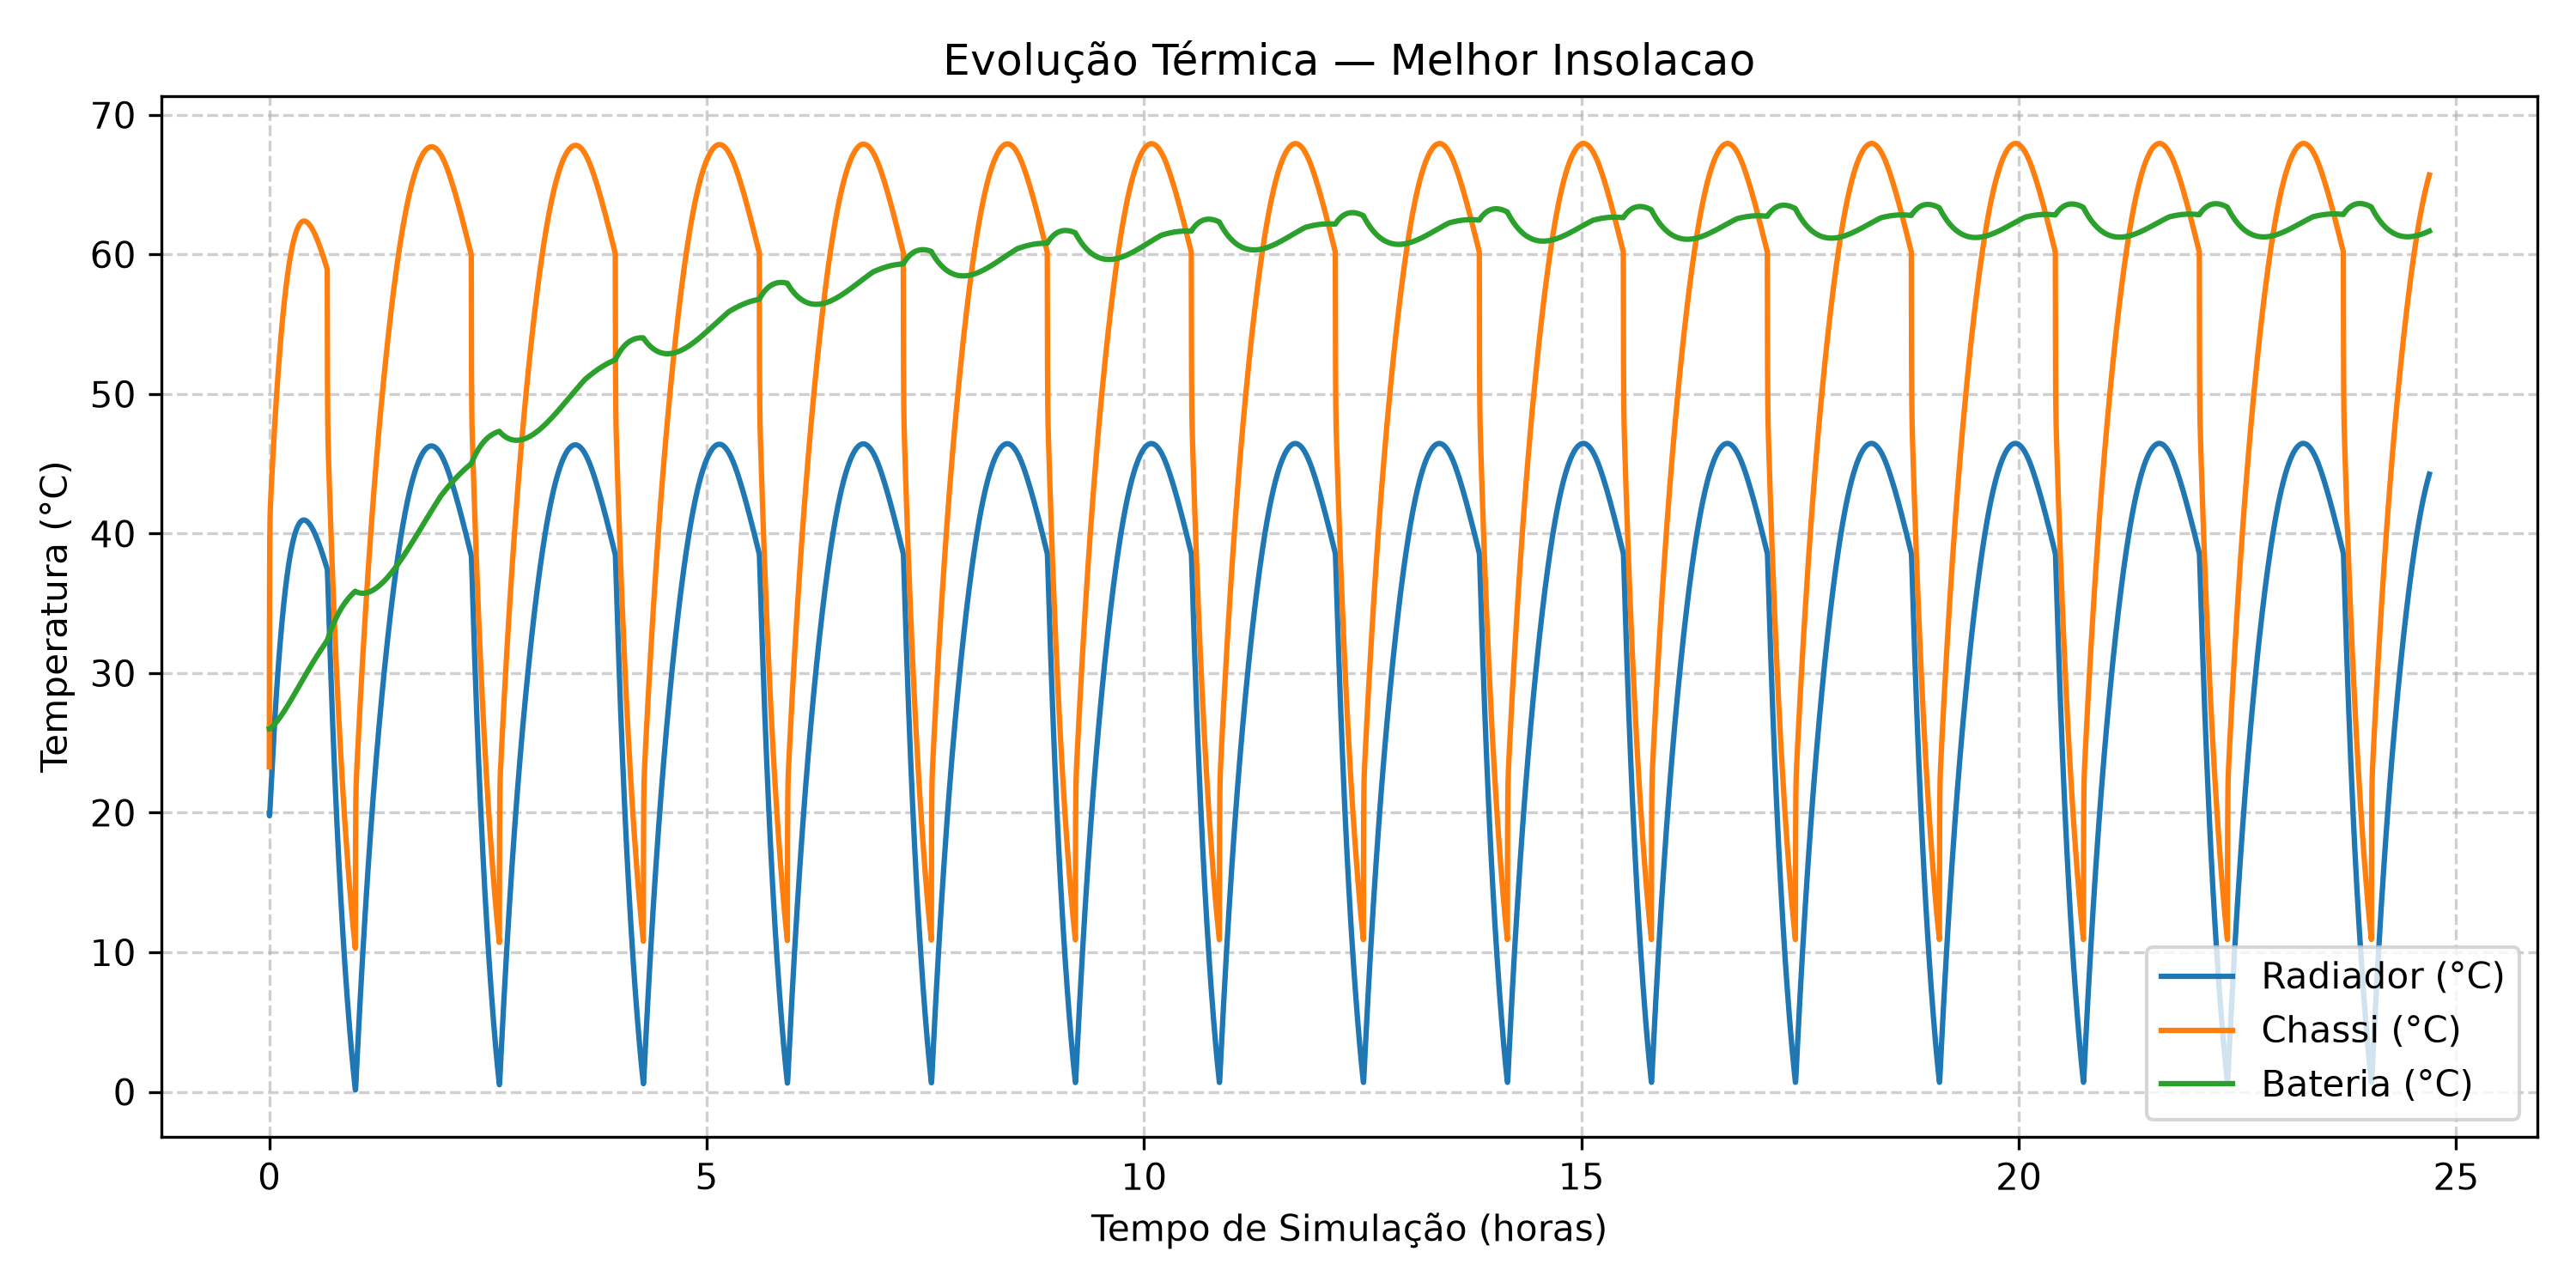 Evolução Térmica — Melhor Insolacao
Temperatura (°C)
70
60
50
40
30
20
10
0
0 5 10 15 20 25
Tempo de Simulação (horas)
Radiador (°C)
Chassi (°C)
Bateria (°C)